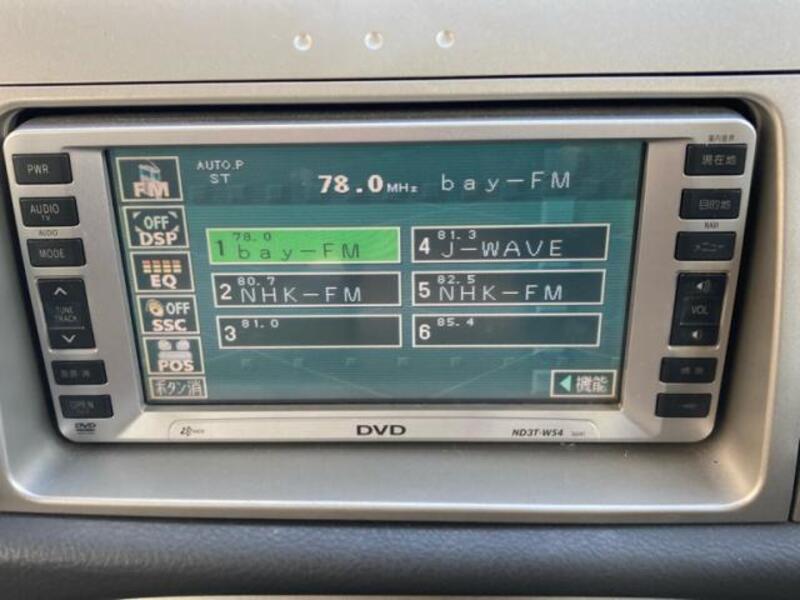 PWR
AUDIO
TV
AUDIO
MODE
TUNE
TRACK
OPEN
DVD
FM
OFF
DSP
EQ
OFF
SSC
POS
ボタン消
AUTO.P
ST
78.0MHz bay-FM
1 78.0 bay-FM
4 81.3 J-WAVE
2 80.7 NHK-FM
5 82.5 NHK-FM
3 81.0
6 85.4
機能
現在地
目的地
NAVI
メニュー
VOL
DVD
ND3T-W54